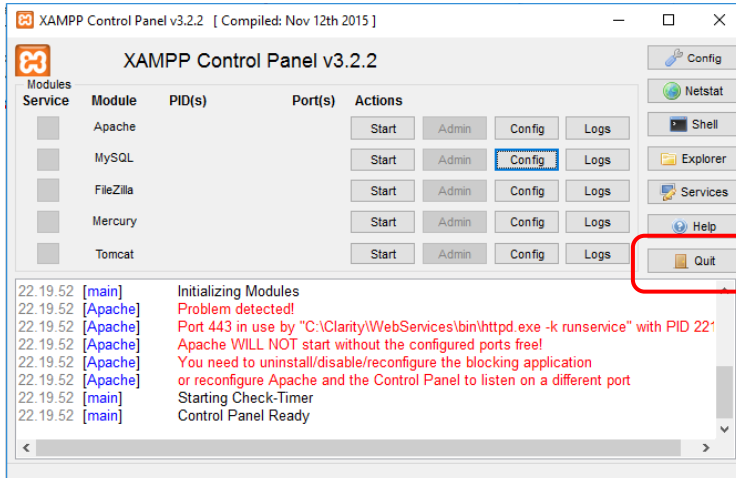 XAMPP Control Panel v3.2.2 [ Compiled: Nov 12th 2015 ]
XAMPP Control Panel v3.2.2
Config
Modules
Service Module PID(s) Port(s) Actions
Netstat
Apache Start Admin Config Logs
Shell
MySQL Start Admin Config Logs
Explorer
FileZilla Start Admin Config Logs
Services
Mercury Start Admin Config Logs
Help
Tomcat Start Admin Config Logs
Quit
22.19.52 [main] Initializing Modules
22.19.52 [Apache] Problem detected!
22.19.52 [Apache] Port 443 in use by "C:\Clarity\WebServices\bin\httpd.exe -k runservice" with PID
22.19.52 [Apache] Apache WILL NOT start without the configured ports free!
22.19.52 [Apache] You need to uninstall/disable/reconfigure the blocking application
22.19.52 [Apache] or reconfigure Apache and the Control Panel to listen on a different port
22.19.52 [main] Starting Check-Timer
22.19.52 [main] Control Panel Ready